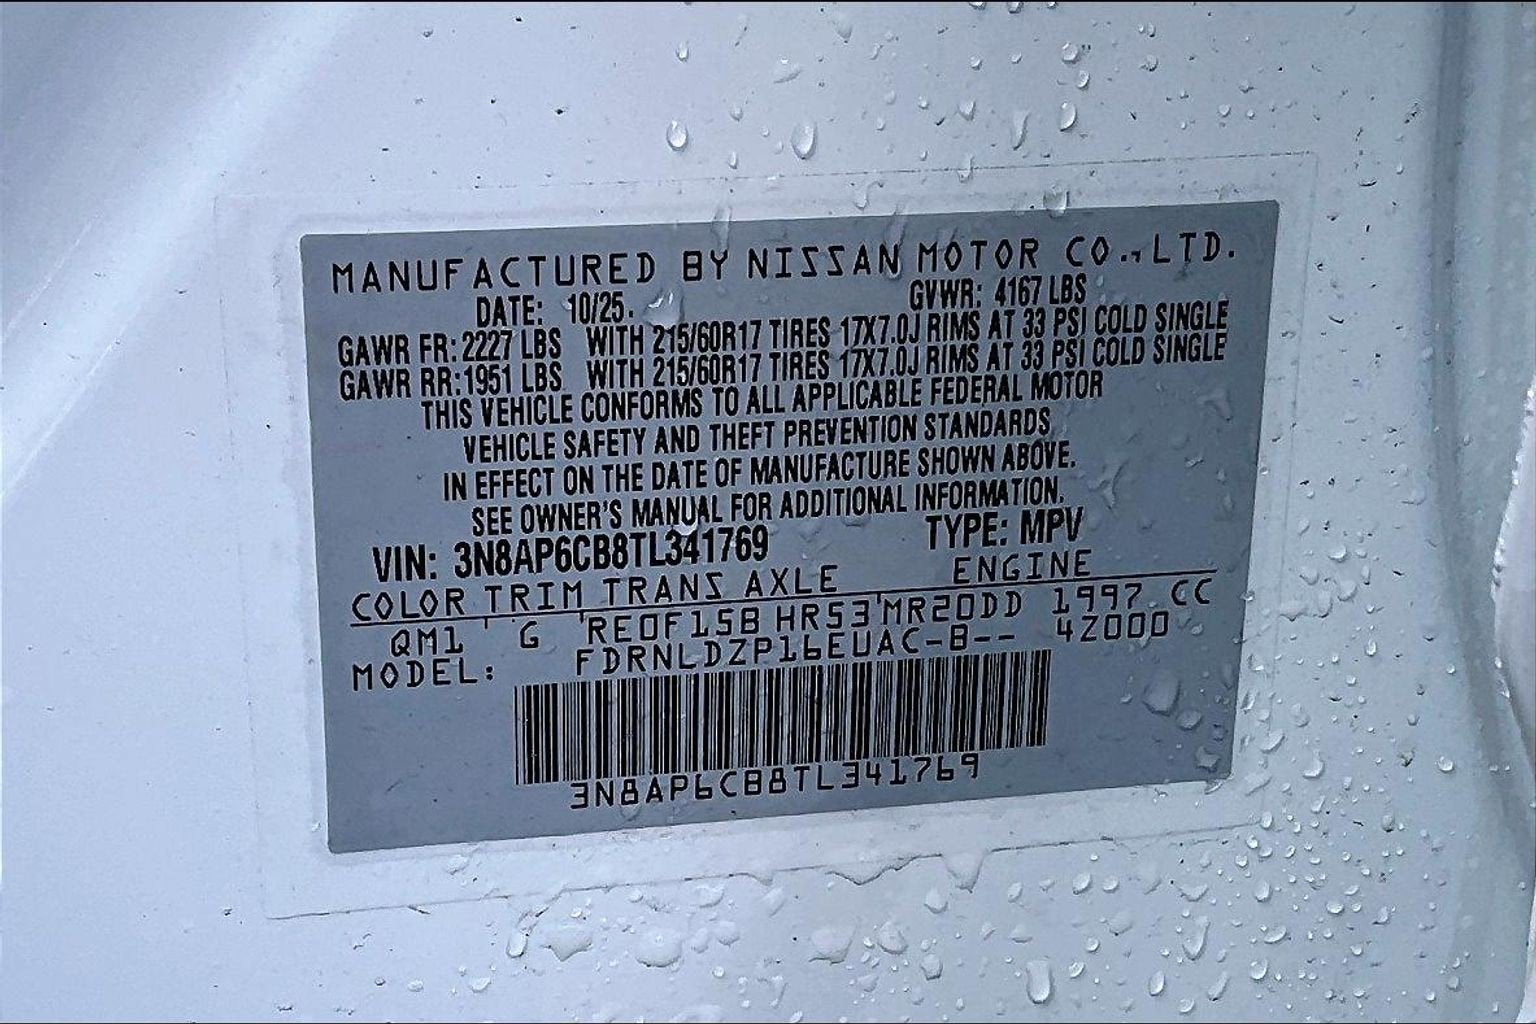 MANUFACTURED BY NISSAN MOTOR CO.,LTD.
DATE: 10/25. GVWR: 4167 LBS
GAWR FR: 2227 LBS WITH 215/60R17 TIRES 17X7.0J RIMS AT 33 PSI COLD SINGLE
GAWR RR: 1951 LBS WITH 215/60R17 TIRES 17X7.0J RIMS AT 33 PSI COLD SINGLE
THIS VEHICLE CONFORMS TO ALL APPLICABLE FEDERAL MOTOR
VEHICLE SAFETY AND THEFT PREVENTION STANDARDS
IN EFFECT ON THE DATE OF MANUFACTURE SHOWN ABOVE.
SEE OWNER'S MANUAL FOR ADDITIONAL INFORMATION.
VIN: 3N8AP6CB8TL341769 TYPE: MPV
COLOR TRIM TRANS AXLE ENGINE
QM1 G RE0F15B HR53 MR20DD 1997 CC
MODEL: FDRNLDZP16EUAC-B-- 4Z000
3N8AP6CB8TL341769